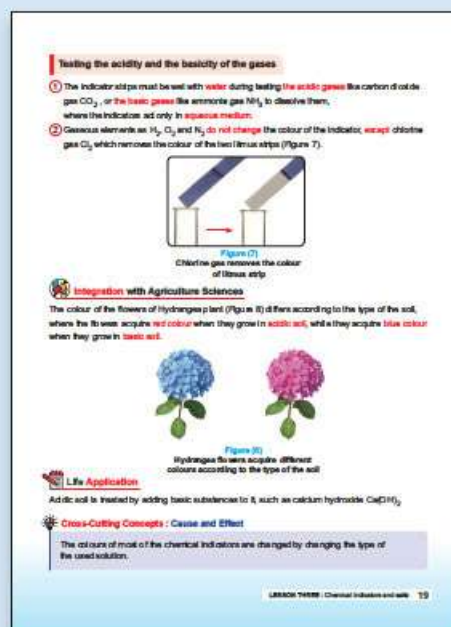 Testing the acidity and the basicity of the gases
① The indicator strips must be wet with water during testing the acidic gases like carbon dioxide
gas CO₂, or the basic gases like ammonia gas NH₃ to dissolve them,
where the indicators act only in aqueous medium.
② Gaseous elements as H₂, O₂ and N₂ do not change the colour of the indicator, except chlorine
gas Cl₂ which removes the colour of the two litmus strips (Figure 7).
Figure (7)
Chlorine gas removes the colour
of litmus strip
Integration with Agriculture Sciences
The colour of the flowers of Hydrangea plant (Figure 8) differs according to the type of the soil,
where the flowers acquire red colour when they grow in acidic soil, while they acquire blue colour
when they grow in basic soil.
Figure (8)
Hydrangea flowers acquire different
colours according to the type of the soil
Life Application
Acidic soil is treated by adding basic substances to it, such as calcium hydroxide Ca(OH)₂
Cross-Cutting Concepts : Cause and Effect
The colours of most of the chemical indicators are changed by changing the type of
the used solution.
LESSON THREE : Chemical indicators and salts 19